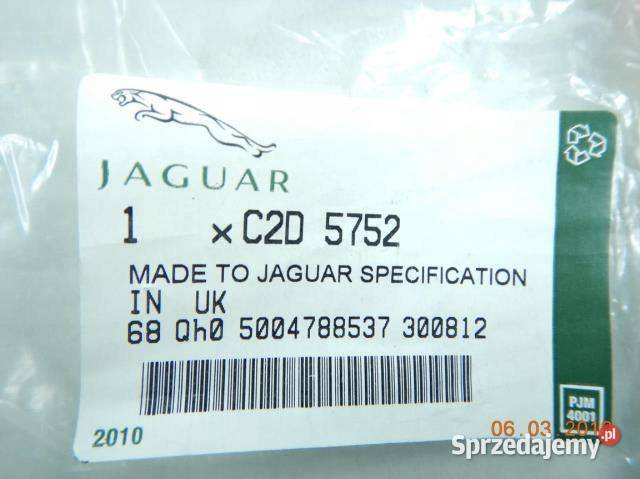 JAGUAR
1 x C2D 5752
MADE TO JAGUAR SPECIFICATION
IN UK
68 Qh0 5004788537 300812
2010
PJM
4001
06.03.2010
Sprzedajemy.pl